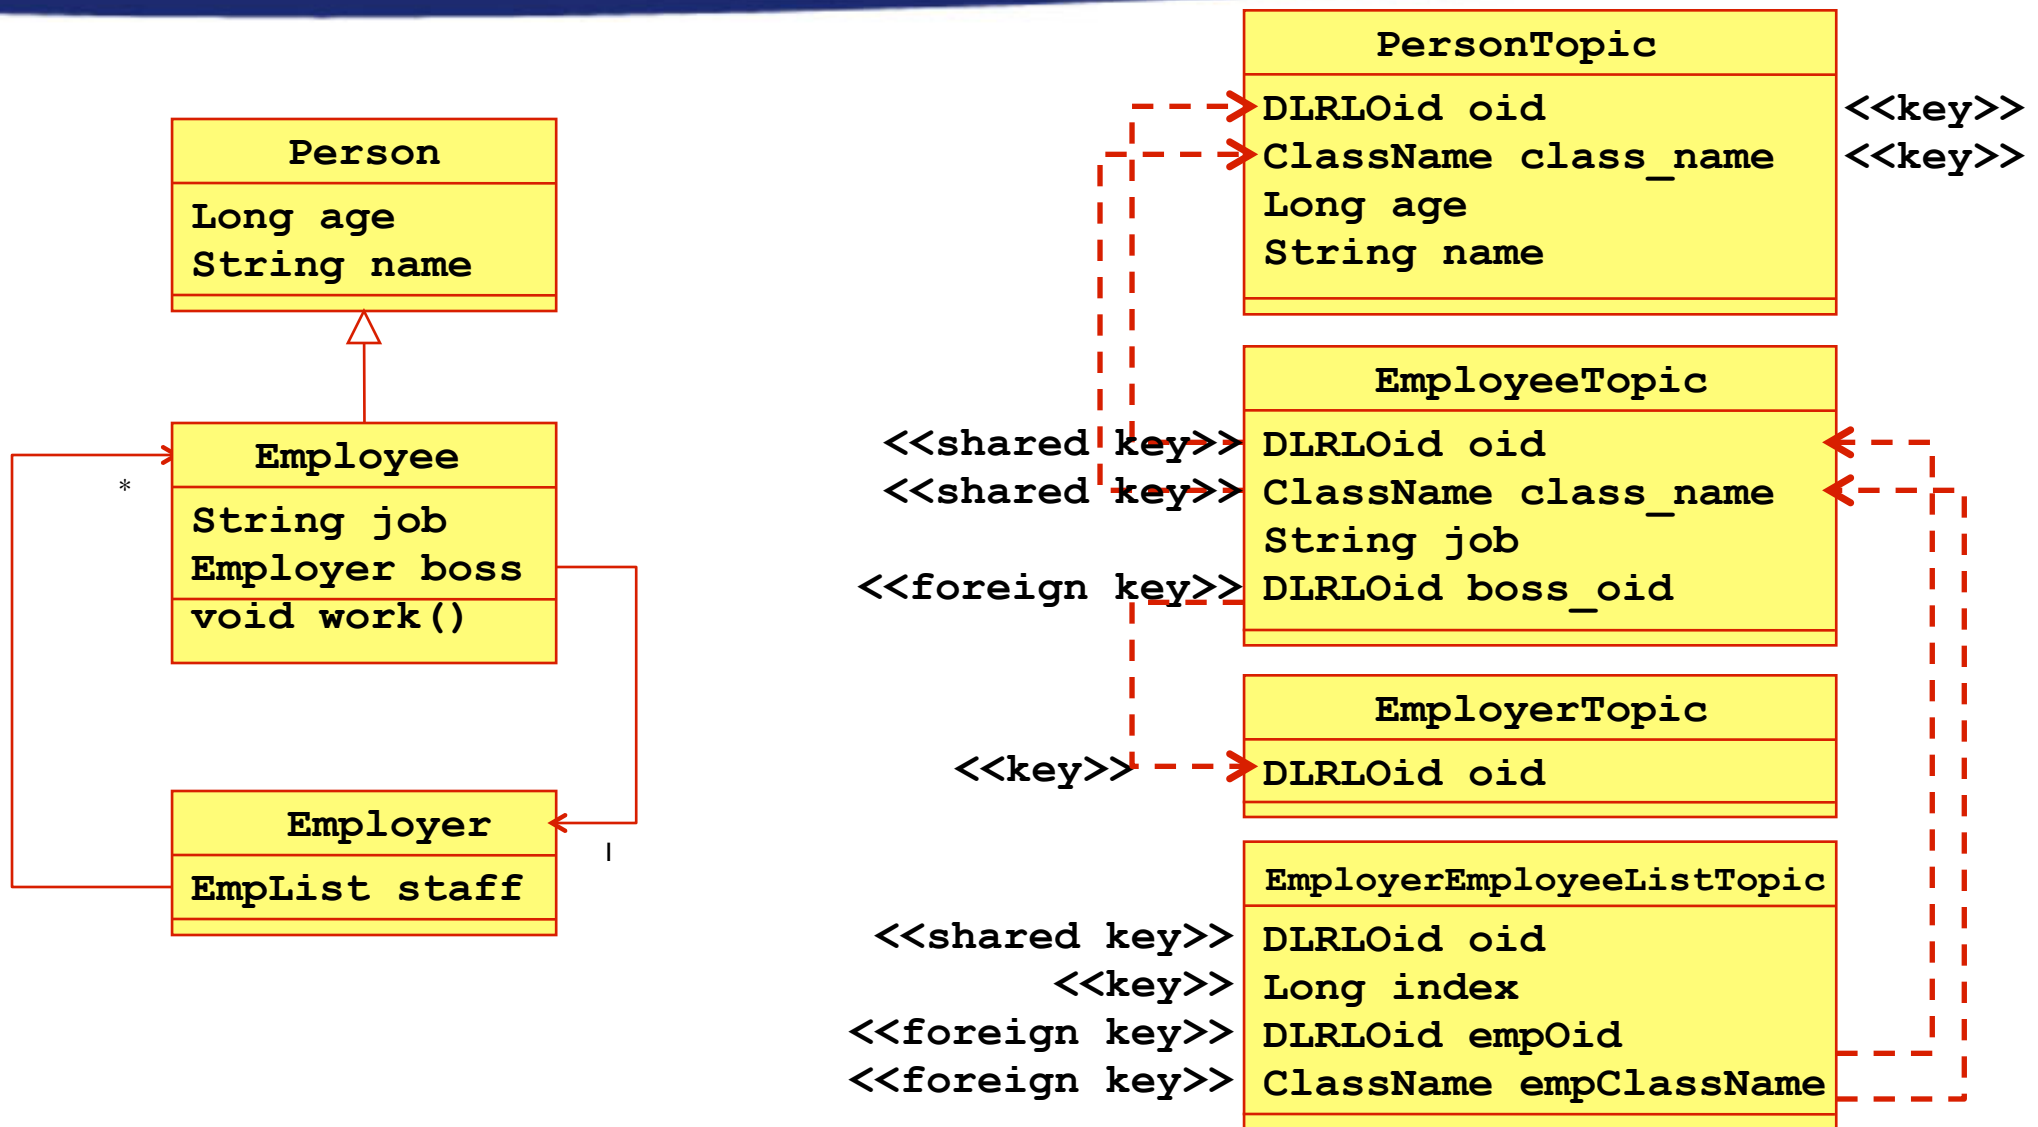 Person
Long age
String name
Employee
*
String job
Employer boss
void work()
Employer
1
EmpList staff
PersonTopic
DLRLOid oid <<key>>
ClassName class_name <<key>>
Long age
String name
EmployeeTopic
<<shared key>> DLRLOid oid
<<shared key>> ClassName class_name
String job
<<foreign key>> DLRLOid boss_oid
EmployerTopic
<<key>> DLRLOid oid
EmployerEmployeeListTopic
<<shared key>> DLRLOid oid
<<key>> Long index
<<foreign key>> DLRLOid empOid
<<foreign key>> ClassName empClassName